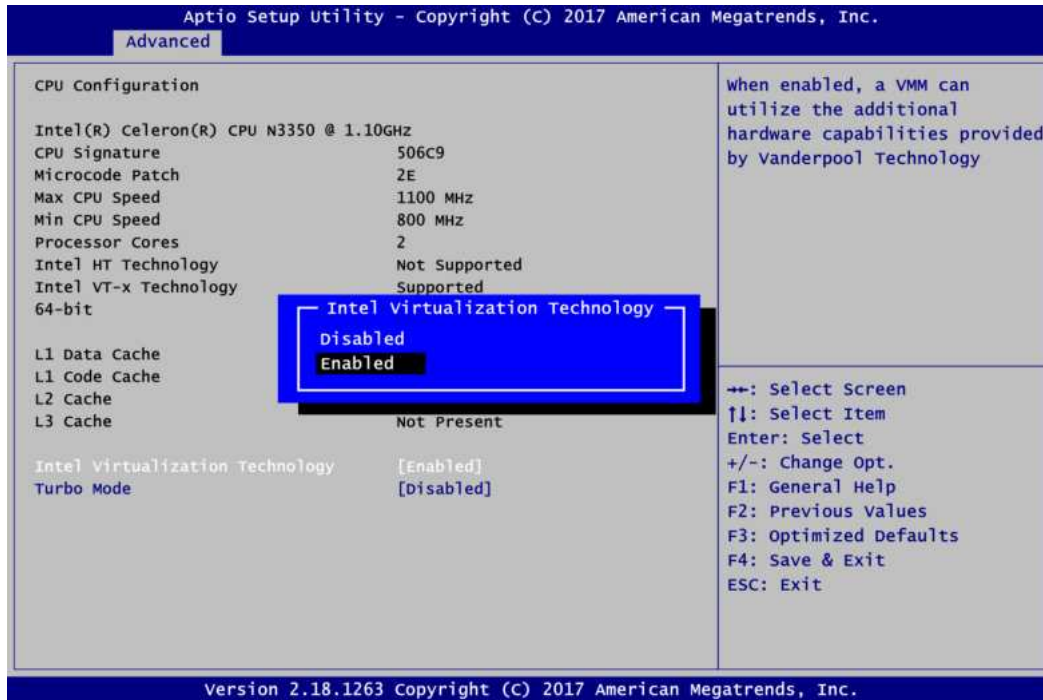 Aptio Setup Utility - Copyright (C) 2017 American Megatrends, Inc.
Advanced
CPU Configuration
Intel(R) Celeron(R) CPU N3350 @ 1.10GHz
CPU Signature 506C9
Microcode Patch 2E
Max CPU Speed 1100 MHz
Min CPU Speed 800 MHz
Processor Cores 2
Intel HT Technology Not Supported
Intel VT-x Technology Supported
64-bit
L1 Data Cache
L1 Code Cache
L2 Cache
L3 Cache Not Present
Intel Virtualization Technology [Enabled]
Turbo Mode [Disabled]
Intel Virtualization Technology
Disabled
Enabled
When enabled, a VMM can
utilize the additional
hardware capabilities provided
by Vanderpool Technology
→←: Select Screen
↑↓: Select Item
Enter: Select
+/-: Change Opt.
F1: General Help
F2: Previous Values
F3: Optimized Defaults
F4: Save & Exit
ESC: Exit
Version 2.18.1263 Copyright (C) 2017 American Megatrends, Inc.